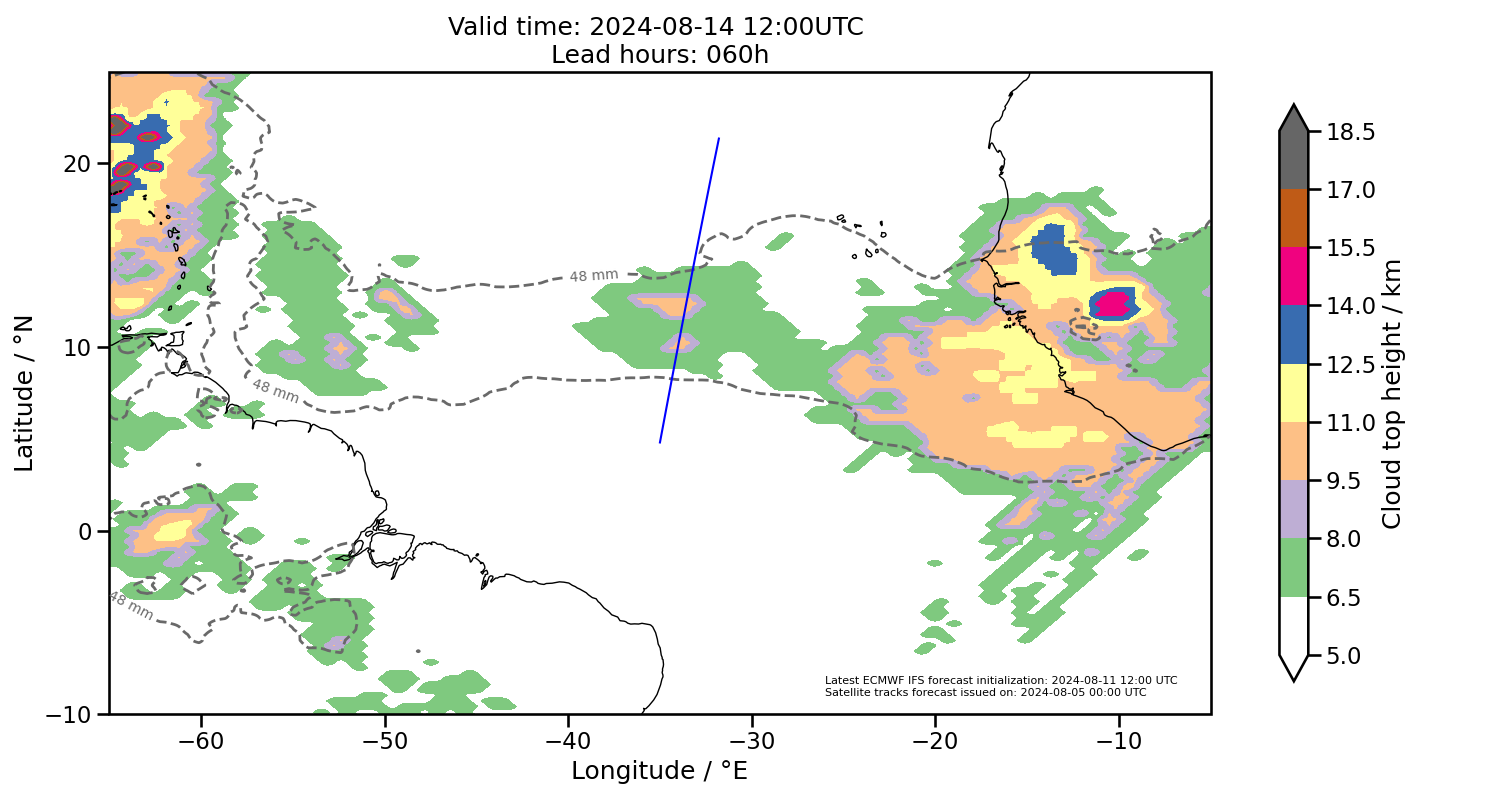 Valid time: 2024-08-14 12:00UTC
Lead hours: 060h
Latitude / °N
20
10
0
−10
48 mm
48 mm
48 mm
Latest ECMWF IFS forecast initialization: 2024-08-11 12:00 UTC
Satellite tracks forecast issued on: 2024-08-05 00:00 UTC
−60
−50
−40
−30
−20
−10
Longitude / °E
18.5
17.0
15.5
14.0
12.5
11.0
9.5
8.0
6.5
5.0
Cloud top height / km